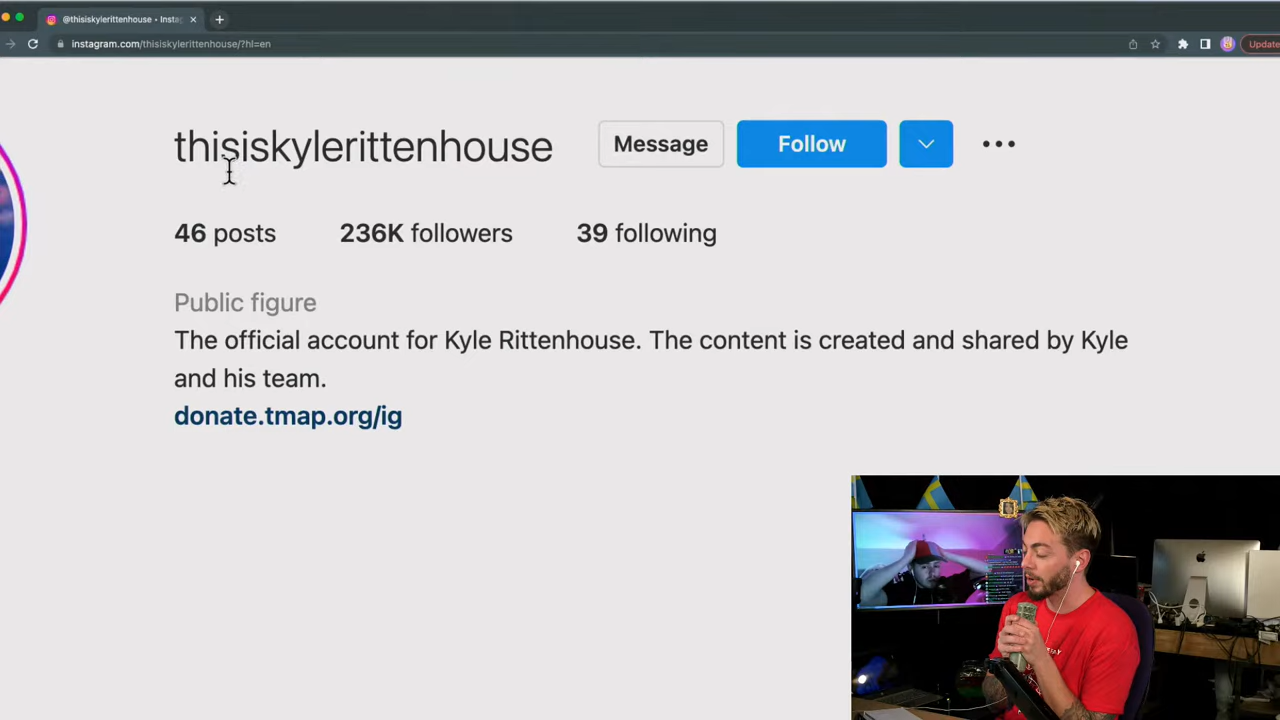 @thisiskylerittenhouse • Insta
instagram.com/thisiskylerittenhouse/?hl=en
Update
thisiskylerittenhouse
Message
Follow
46 posts
236K followers
39 following
Public figure
The official account for Kyle Rittenhouse. The content is created and shared by Kyle
and his team.
donate.tmap.org/ig